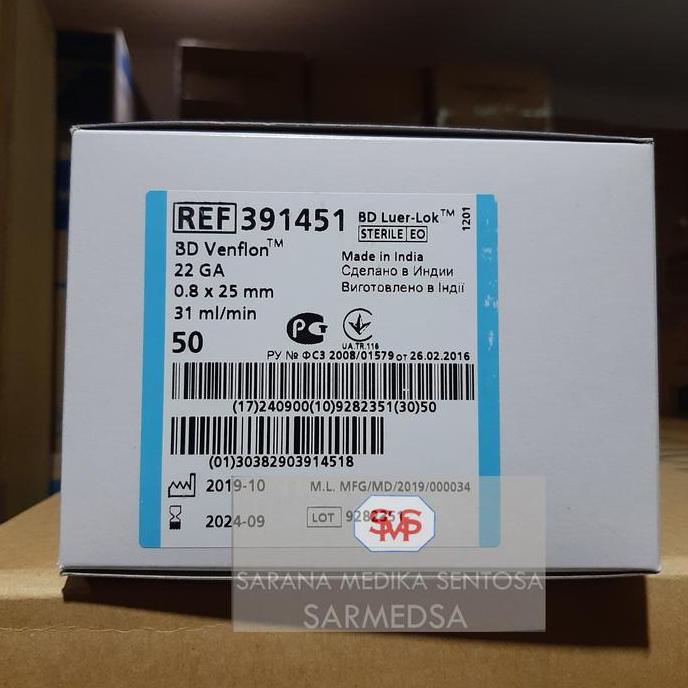 REF 391451 BD Luer-Lok™
STERILE EO
1201
BD Venflon™
22 GA
0.8 x 25 mm
31 ml/min
50
Made in India
Сделано в Индии
Виготовлено в Індії
РСТ
UA.TR.116
РУ № ФСЗ 2008/01579 от 26.02.2016
(17)240900(10)9282351(30)50
(01)30382903914518
2019-10 M.L. MFG/MD/2019/000034
2024-09 LOT 9282351
SMS
SARANA MEDIKA SENTOSA
SARMEDSA